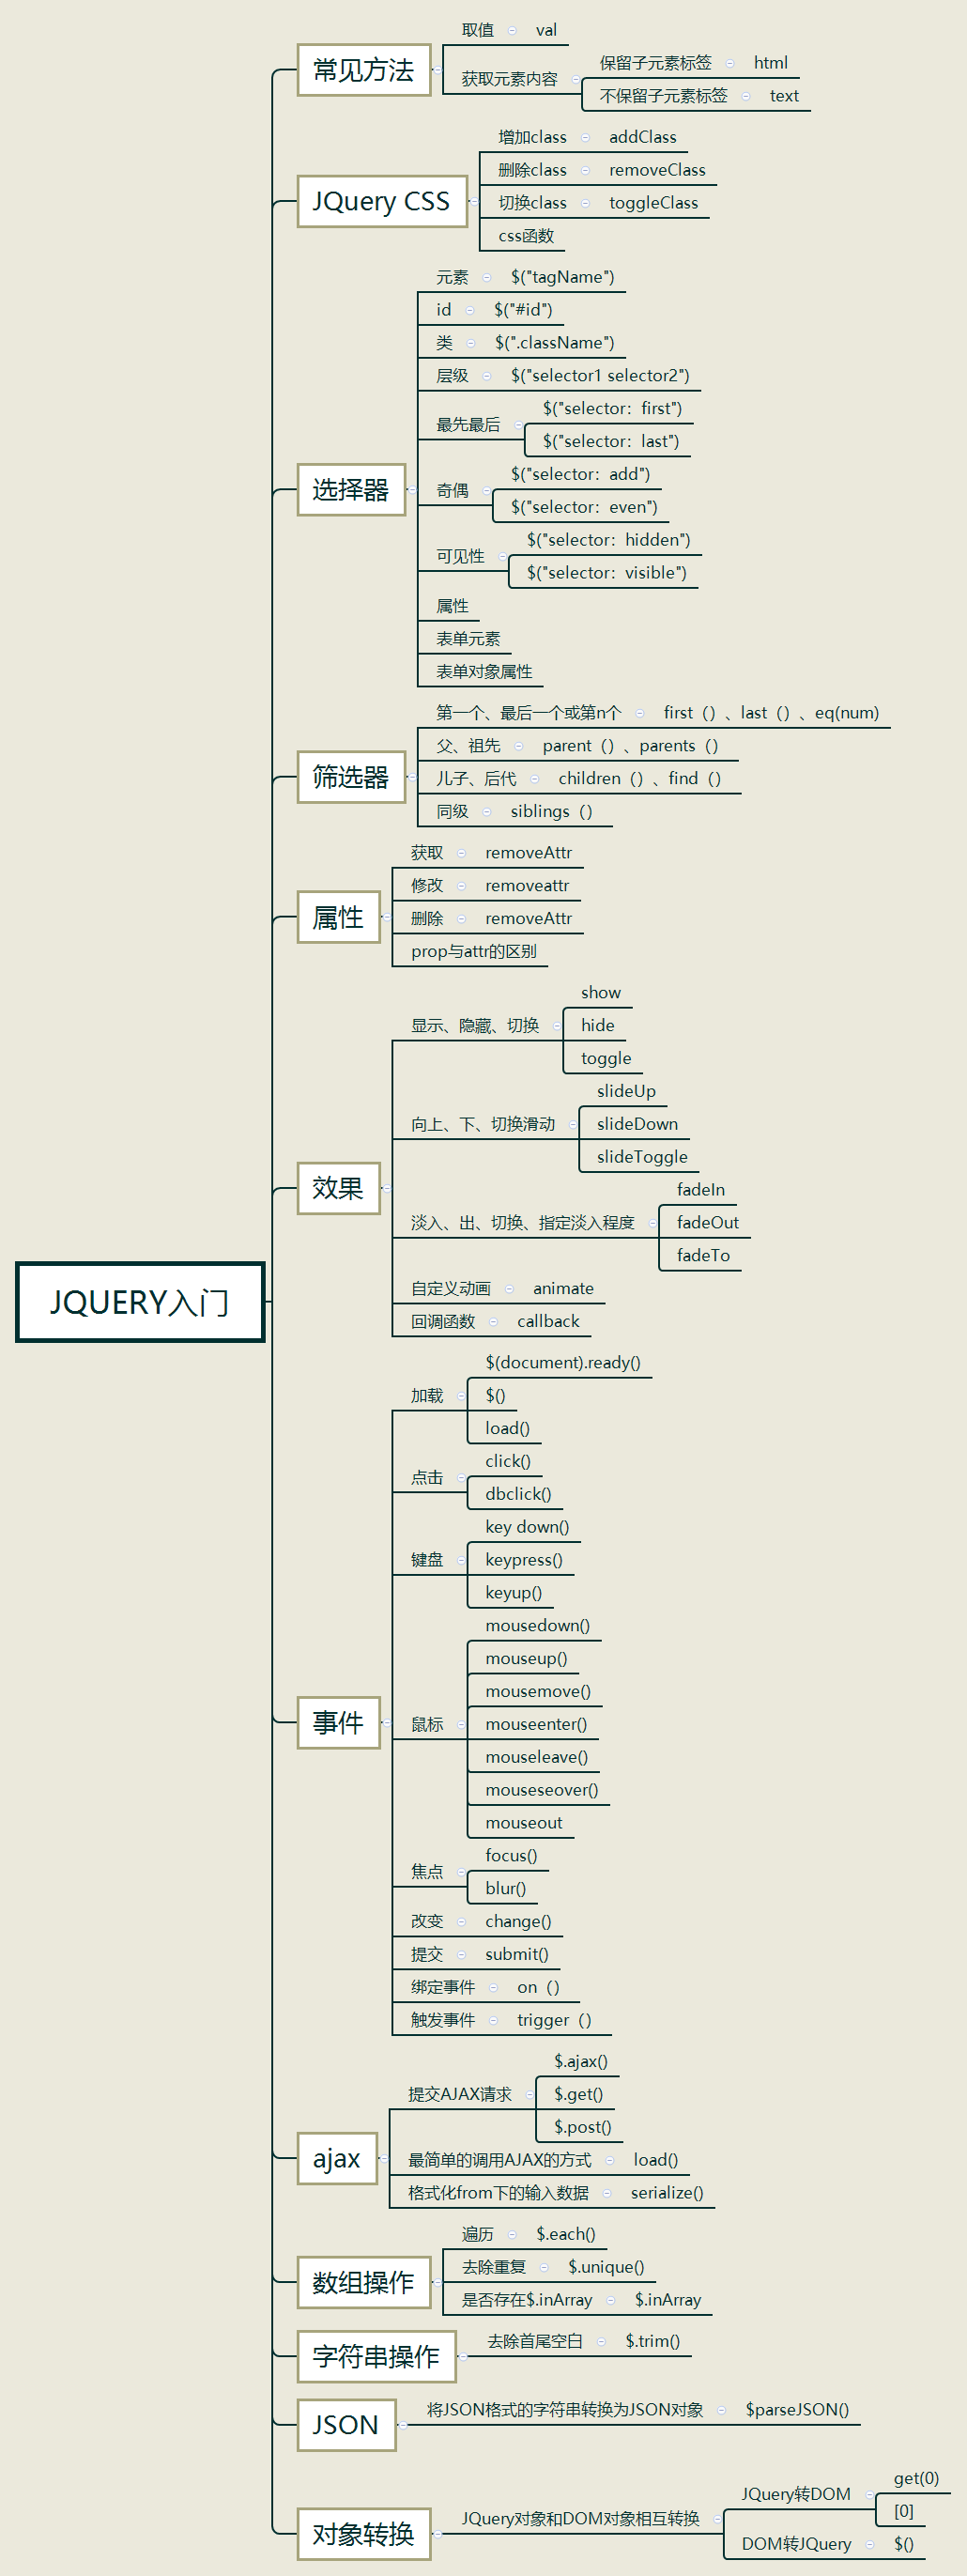 取值 val
常见方法
获取元素内容
保留子元素标签 html
不保留子元素标签 text
增加class addClass
删除class removeClass
JQuery CSS
切换class toggleClass
css函数
元素 $("tagName")
id $("#id")
类 $(".className")
层级 $("selector1 selector2")
最先最后
$("selector：first")
$("selector：last")
选择器
奇偶
$("selector：add")
$("selector：even")
可见性
$("selector：hidden")
$("selector：visible")
属性
表单元素
表单对象属性
第一个、最后一个或第n个 first（）、last（）、eq(num)
父、祖先 parent（）、parents（）
筛选器
儿子、后代 children（）、find（）
同级 siblings（）
获取 removeAttr
修改 removeattr
属性
删除 removeAttr
prop与attr的区别
显示、隐藏、切换
show
hide
toggle
向上、下、切换滑动
slideUp
slideDown
slideToggle
效果
淡入、出、切换、指定淡入程度
fadeIn
fadeOut
fadeTo
自定义动画 animate
回调函数 callback
JQUERY入门
加载
$(document).ready()
$()
load()
点击
click()
dbclick()
键盘
key down()
keypress()
keyup()
事件
鼠标
mousedown()
mouseup()
mousemove()
mouseenter()
mouseleave()
mouseseover()
mouseout
焦点
focus()
blur()
改变 change()
提交 submit()
绑定事件 on（）
触发事件 trigger（）
提交AJAX请求
$.ajax()
$.get()
$.post()
ajax
最简单的调用AJAX的方式 load()
格式化from下的输入数据 serialize()
遍历 $.each()
数组操作
去除重复 $.unique()
是否存在$.inArray $.inArray
字符串操作
去除首尾空白 $.trim()
JSON
将JSON格式的字符串转换为JSON对象 $parseJSON()
对象转换
JQuery对象和DOM对象相互转换
JQuery转DOM
get(0)
[0]
DOM转JQuery $()